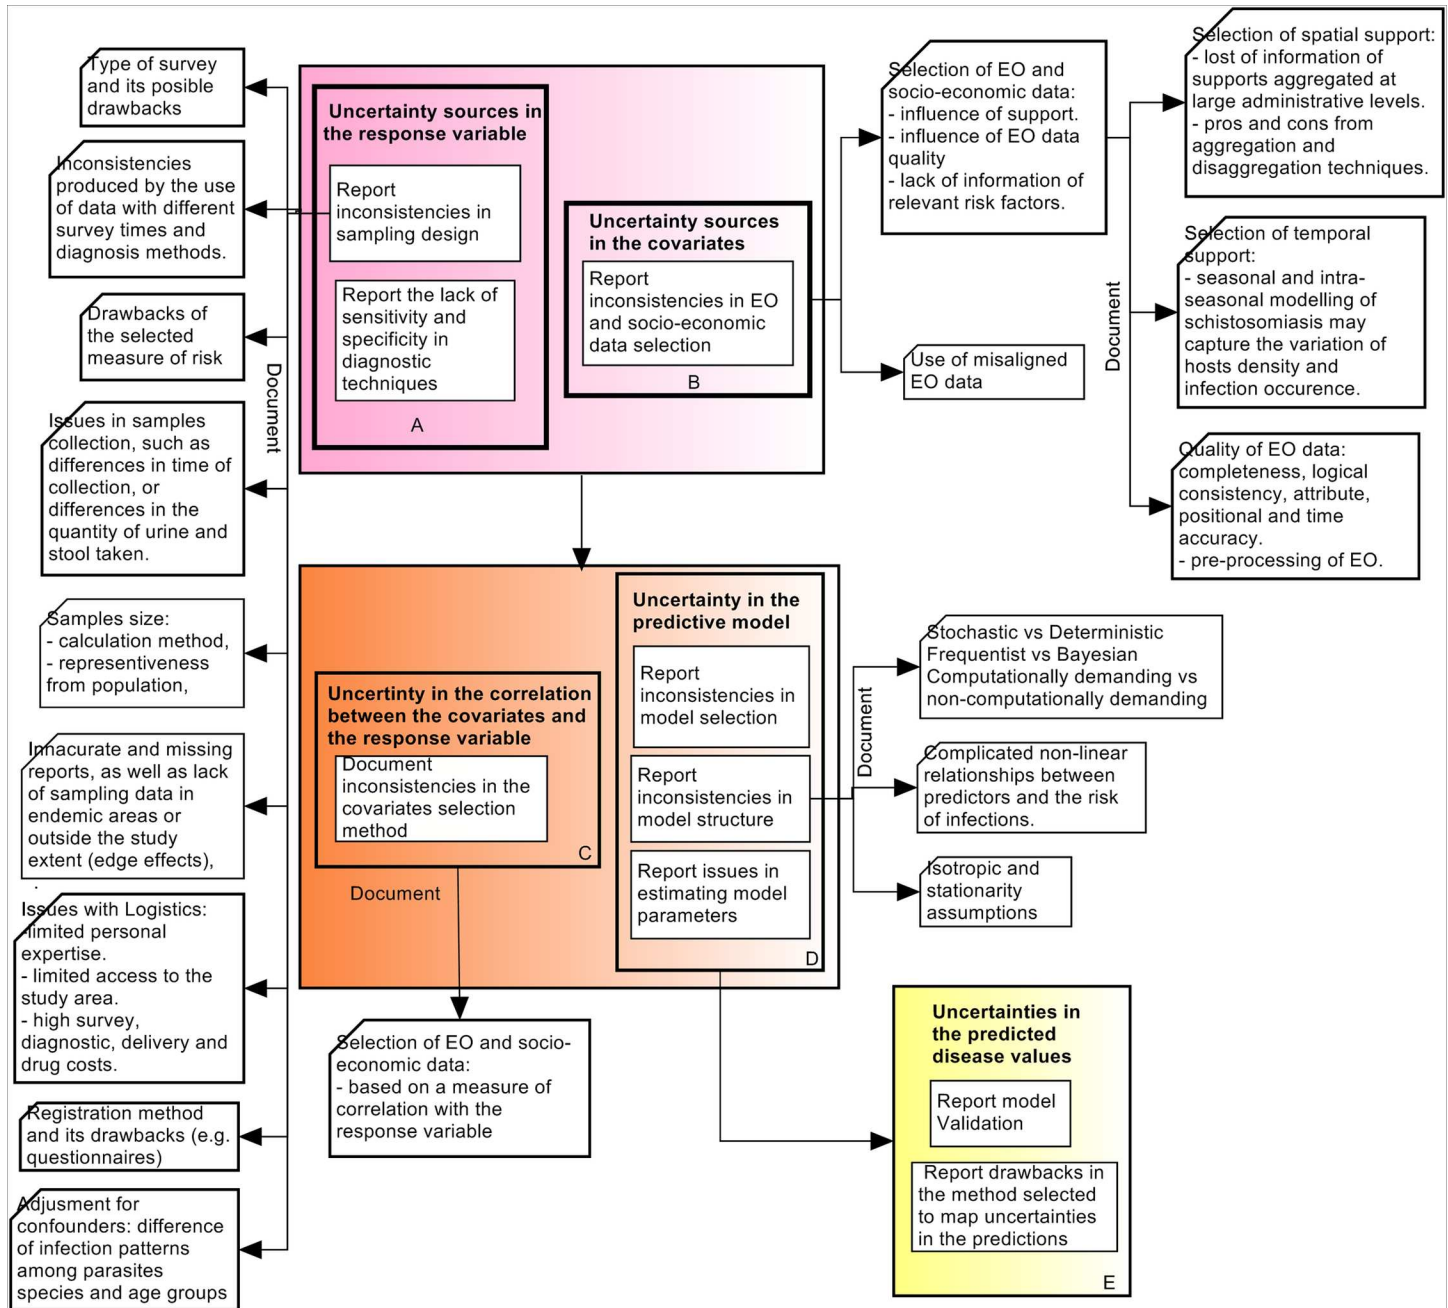 Type of survey
and its posible
drawbacks
Inconsistencies
produced by the use
of data with different
survey times and
diagnosis methods.
Drawbacks of
the selected
measure of risk
Document
Issues in samples
collection, such as
differences in time of
collection, or
differences in the
quantity of urine and
stool taken.
Samples size:
- calculation method,
- representiveness
from population,
Innacurate and missing
reports, as well as lack
of sampling data in
endemic areas or
outside the study
extent (edge effects),
.
Issues with Logistics:
-limited personal
expertise.
- limited access to the
study area.
- high survey,
diagnostic, delivery and
drug costs.
Registration method
and its drawbacks (e.g.
questionnaires)
Adjusment for
confounders: difference
of infection patterns
among parasites
species and age groups
Uncertainty sources in
the response variable
Report
inconsistencies in
sampling design
Report the lack of
sensitivity and
specificity in
diagnostic
techniques
A
Uncertainty sources
in the covariates
Report
inconsistencies in EO
and socio-economic
data selection
B
Selection of EO and
socio-economic data:
- influence of support.
- influence of EO data
quality
- lack of information of
relevant risk factors.
Use of misaligned
EO data
Document
Selection of spatial support:
- lost of information of
supports aggregated at
large administrative levels.
- pros and cons from
aggregation and
disaggregation techniques.
Selection of temporal
support:
- seasonal and intra-
seasonal modelling of
schistosomiasis may
capture the variation of
hosts density and
infection occurence.
Quality of EO data:
completeness, logical
consistency, attribute,
positional and time
accuracy.
- pre-processing of EO.
Uncertinty in the correlation
between the covariates and
the response variable
Document
inconsistencies in the
covariates selection
method
C
Document
Selection of EO and socio-
economic data:
- based on a measure of
correlation with the
response variable
Uncertainty in the
predictive model
Report
inconsistencies in
model selection
Report
inconsistencies in
model structure
Report issues in
estimating model
parameters
D
Document
Stochastic vs Deterministic
Frequentist vs Bayesian
Computationally demanding vs
non-computationally demanding
Complicated non-linear
relationships between
predictors and the risk
of infections.
Isotropic and
stationarity
assumptions
Uncertainties in
the predicted
disease values
Report model
Validation
Report drawbacks in
the method selected
to map uncertainties
in the predictions
E